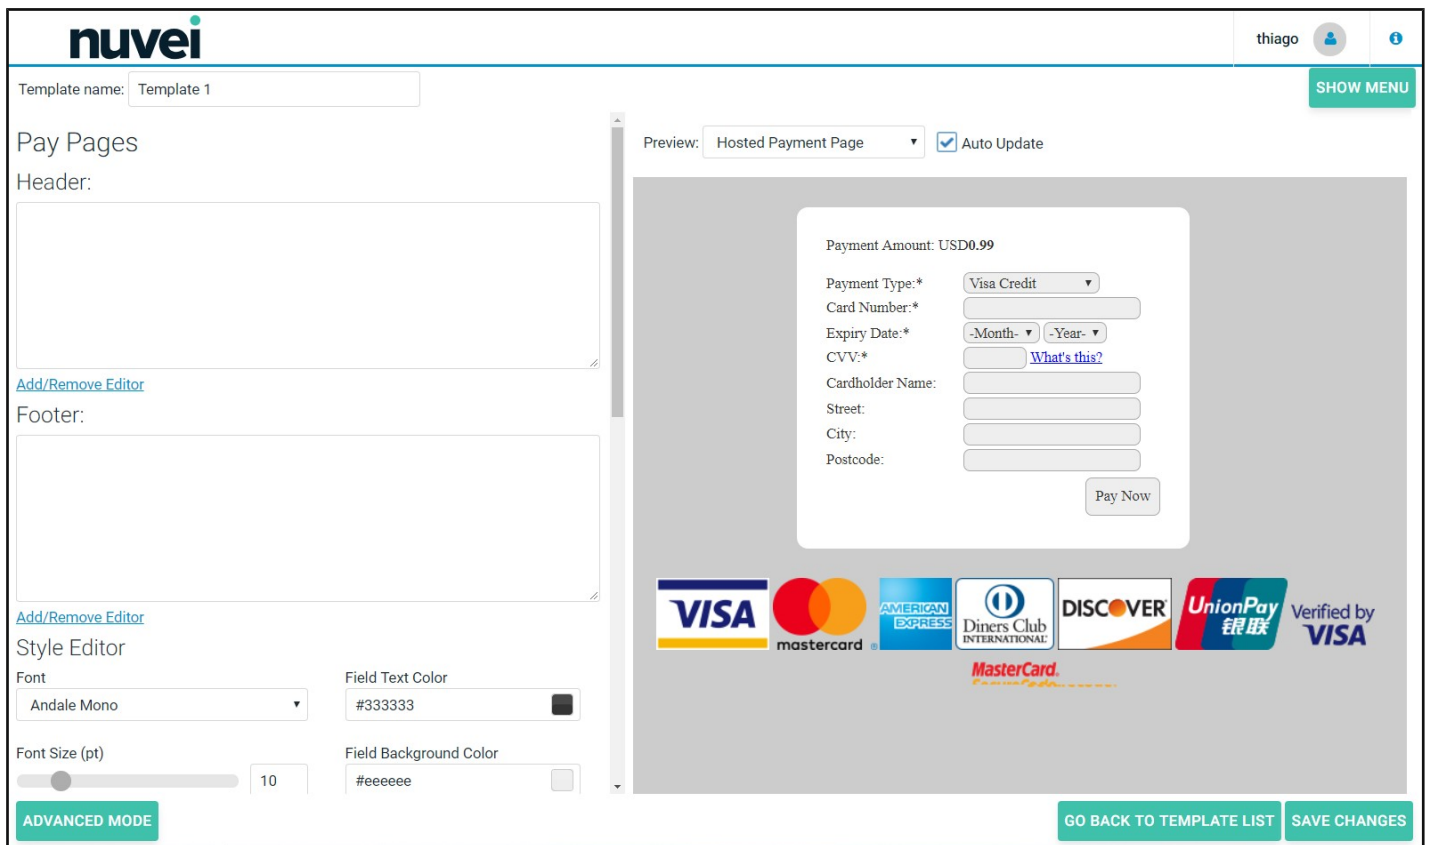 nuvei
thiago
Template name: Template 1
SHOW MENU
Pay Pages
Header:
Add/Remove Editor
Footer:
Add/Remove Editor
Style Editor
Font
Andale Mono
Field Text Color
#333333
Font Size (pt)
10
Field Background Color
#eeeeee
Preview: Hosted Payment Page Auto Update
Payment Amount: USD0.99
Payment Type:* Visa Credit
Card Number:*
Expiry Date:* -Month- -Year-
CVV:* What's this?
Cardholder Name:
Street:
City:
Postcode:
Pay Now
VISA
mastercard
AMERICAN
EXPRESS
Diners Club
INTERNATIONAL
DISCOVER
UnionPay
银联
Verified by
VISA
MasterCard.
ADVANCED MODE
GO BACK TO TEMPLATE LIST
SAVE CHANGES